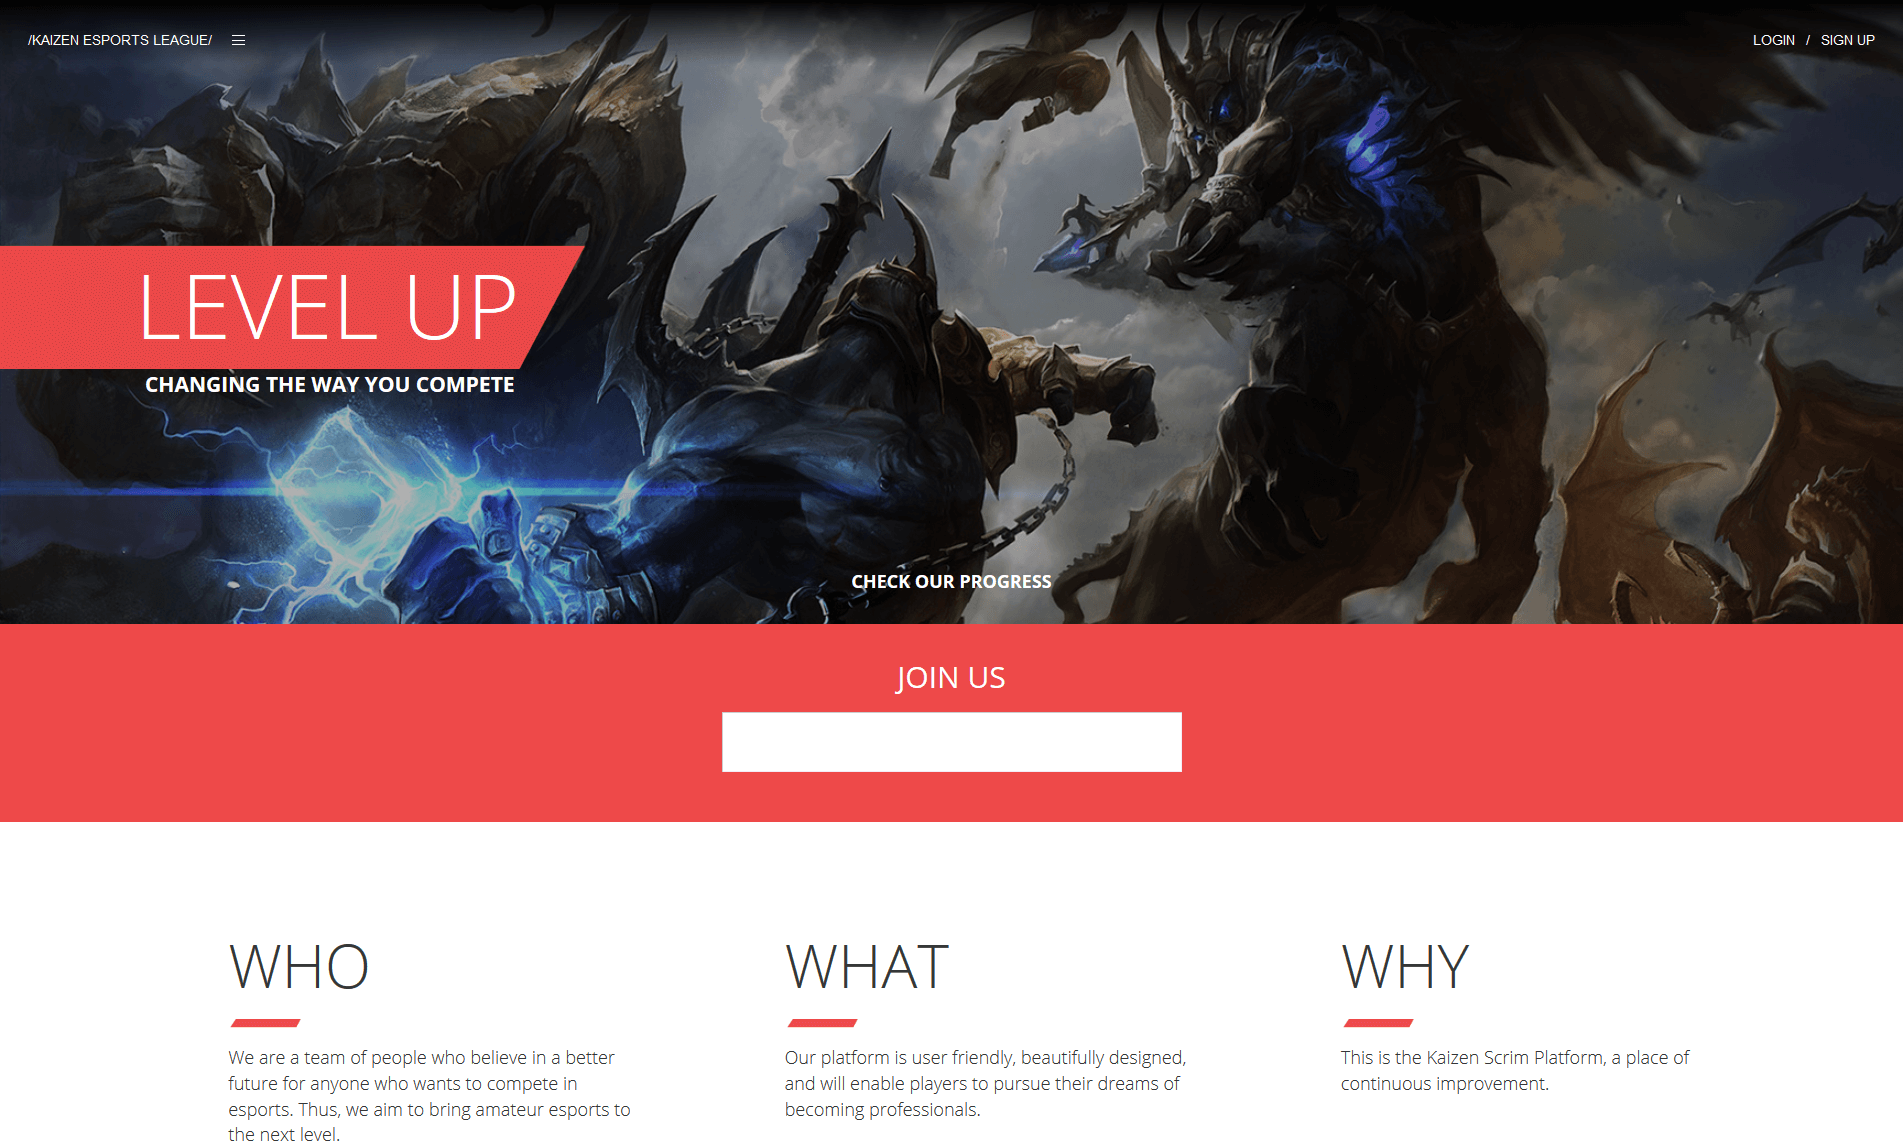 /KAIZEN ESPORTS LEAGUE/
LOGIN / SIGN UP
LEVEL UP
CHANGING THE WAY YOU COMPETE
CHECK OUR PROGRESS
JOIN US
WHO
We are a team of people who believe in a better
future for anyone who wants to compete in
esports. Thus, we aim to bring amateur esports to
the next level.
WHAT
Our platform is user friendly, beautifully designed,
and will enable players to pursue their dreams of
becoming professionals.
WHY
This is the Kaizen Scrim Platform, a place of
continuous improvement.